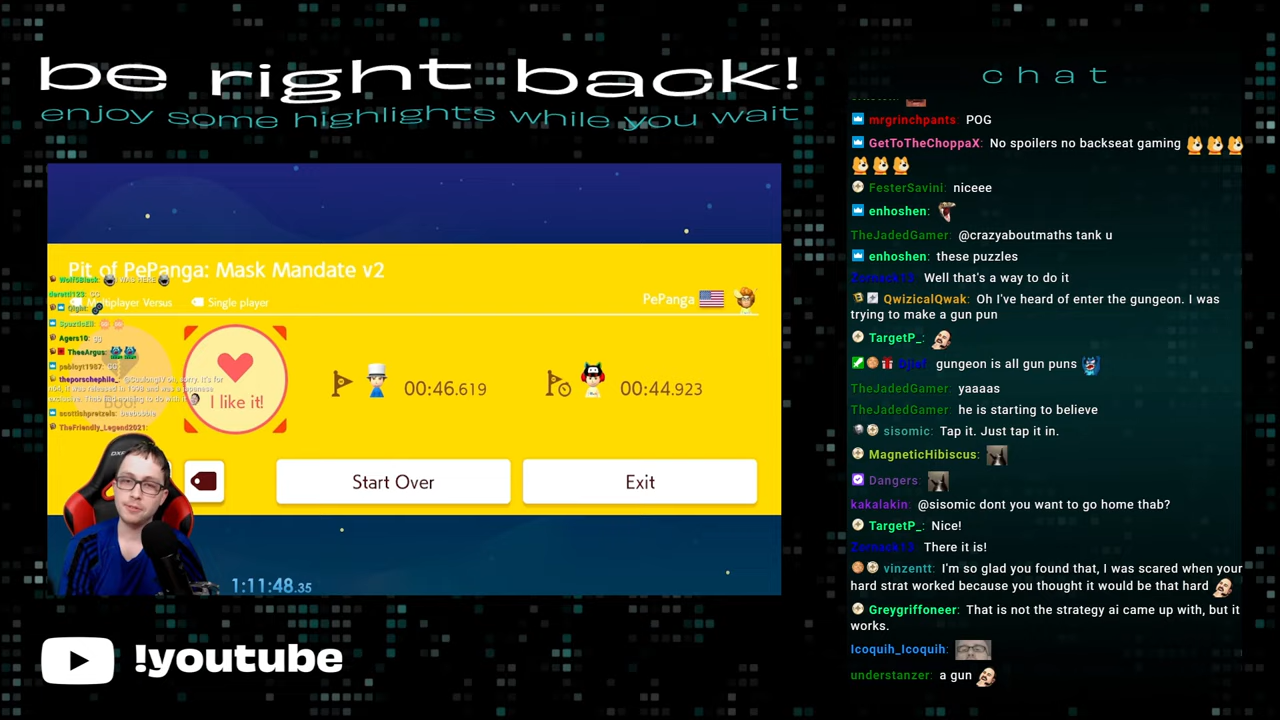 be right back!
enjoy some highlights while you wait
Pit of PePanga: Mask Mandate v2
Multiplayer Versus
Single player
PePanga
I like it!
00:46.619
00:44.923
Start Over
Exit
1:11:48.35
Agers10: gg
TheeArgus:
scottishpretzels:
TheFriendly_Legend2021:
!youtube
chat
mrgrinchpants: POG
GetToTheChoppaX: No spoilers no backseat gaming
FesterSavini: niceee
enhoshen:
TheJadedGamer: @crazyaboutmaths tank u
enhoshen: these puzzles
Well that's a way to do it
QwizicalQwak: Oh I've heard of enter the gungeon. I was
trying to make a gun pun
TargetP_:
gungeon is all gun puns
TheJadedGamer: yaaaas
TheJadedGamer: he is starting to believe
sisomic: Tap it. Just tap it in.
MagneticHibiscus:
Dangers:
kakalakin: @sisomic dont you want to go home thab?
TargetP_: Nice!
There it is!
vinzentt: I'm so glad you found that, I was scared when your
hard strat worked because you thought it would be that hard
Greygriffoneer: That is not the strategy ai came up with, but it
works.
Icoquih_Icoquih:
understanzer: a gun